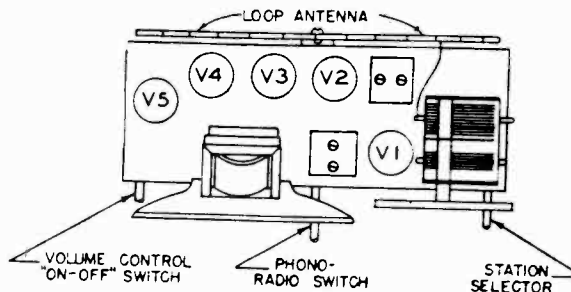 LOOP ANTENNA
V4
V3
V2
V5
V1
VOLUME CONTROL
"ON-OFF" SWITCH
PHONO-
RADIO SWITCH
STATION
SELECTOR